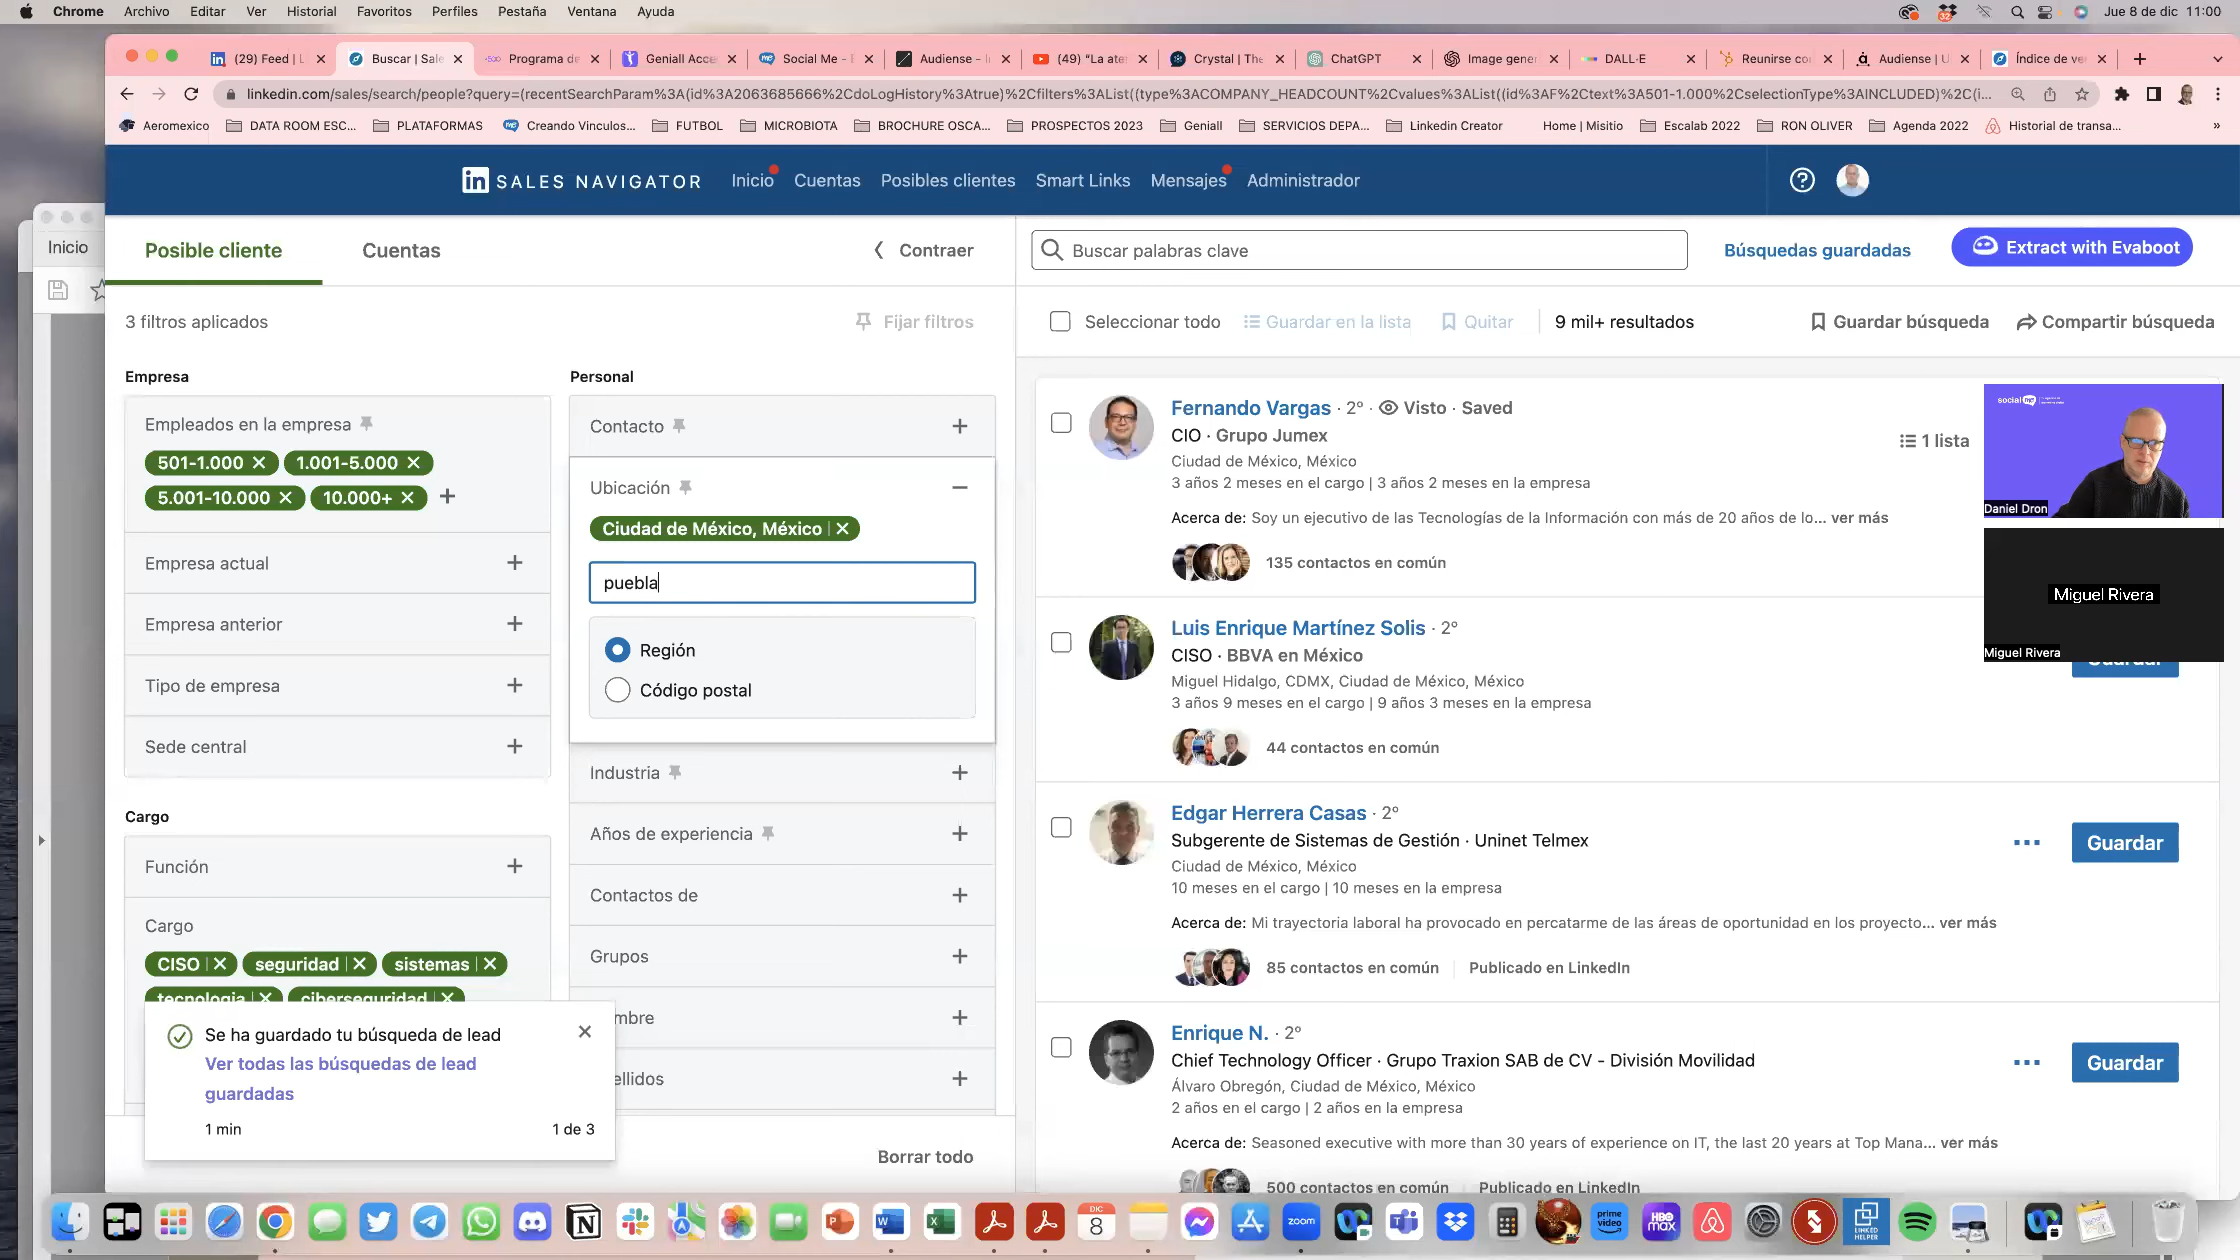 Chrome Archivo Editar Ver Historial Favoritos Perfiles Pestaña Ventana Ayuda
32
Jue 8 de dic 11:00
(29) Feed | L
Buscar | Sale
Programa de
Geniall Acce
Social Me -
Audiense -
(49) "La ate
Crystal | The
ChatGPT
Image gener
DALL·E
Reunirse co
Audiense | U
Índice de ve
linkedin.com/sales/search/people?query=(recentSearchParam%3A(id%3A2063685666%2CdoLogHistory%3Atrue)%2Cfilters%3AList((type%3ACOMPANY_HEADCOUNT%2Cvalues%3AList((id%3AF%2Ctext%3A501-1.000%2CselectionType%3AINCLUDED)%2C(i...
Aeromexico
DATA ROOM ESC...
PLATAFORMAS
Creando Vinculos...
FUTBOL
MICROBIOTA
BROCHURE OSCA...
PROSPECTOS 2023
Geniall
SERVICIOS DEPA...
Linkedin Creator
Home | Misitio
Escalab 2022
RON OLIVER
Agenda 2022
Historial de transa...
»
in SALES NAVIGATOR
Inicio Cuentas Posibles clientes Smart Links Mensajes Administrador
Inicio
Posible cliente
Cuentas
Contraer
Buscar palabras clave
Búsquedas guardadas
Extract with Evaboot
3 filtros aplicados
Fijar filtros
Seleccionar todo
Guardar en la lista
Quitar
9 mil+ resultados
Guardar búsqueda
Compartir búsqueda
Empresa
Empleados en la empresa
501-1.000
1.001-5.000
5.001-10.000
10.000+
Empresa actual
Empresa anterior
Tipo de empresa
Sede central
Cargo
Función
Cargo
CISO
seguridad
sistemas
tecnologia
ciberseguridad
Se ha guardado tu búsqueda de lead
Ver todas las búsquedas de lead
guardadas
1 min
1 de 3
Personal
Contacto
Ubicación
Ciudad de México, México
puebla
Región
Código postal
Industria
Años de experiencia
Contactos de
Grupos
mbre
ellidos
Borrar todo
Fernando Vargas · 2º
Visto · Saved
CIO · Grupo Jumex
1 lista
Ciudad de México, México
3 años 2 meses en el cargo | 3 años 2 meses en la empresa
Acerca de: Soy un ejecutivo de las Tecnologías de la Información con más de 20 años de lo... ver más
135 contactos en común
Luis Enrique Martínez Solis · 2º
CISO · BBVA en México
Miguel Hidalgo, CDMX, Ciudad de México, México
3 años 9 meses en el cargo | 9 años 3 meses en la empresa
44 contactos en común
Guardar
Edgar Herrera Casas · 2º
Subgerente de Sistemas de Gestión · Uninet Telmex
Ciudad de México, México
10 meses en el cargo | 10 meses en la empresa
Guardar
Acerca de: Mi trayectoria laboral ha provocado en percatarme de las áreas de oportunidad en los proyecto... ver más
85 contactos en común
Publicado en LinkedIn
Enrique N. · 2º
Chief Technology Officer · Grupo Traxion SAB de CV - División Movilidad
Álvaro Obregón, Ciudad de México, México
2 años en el cargo | 2 años en la empresa
Guardar
Acerca de: Seasoned executive with more than 30 years of experience on IT, the last 20 years at Top Mana... ver más
500 contactos en común
Publicado en LinkedIn
social me
Daniel Dron
Miguel Rivera
Miguel Rivera
DIC
8
zoom
prime video
HBO max
LINKED HELPER